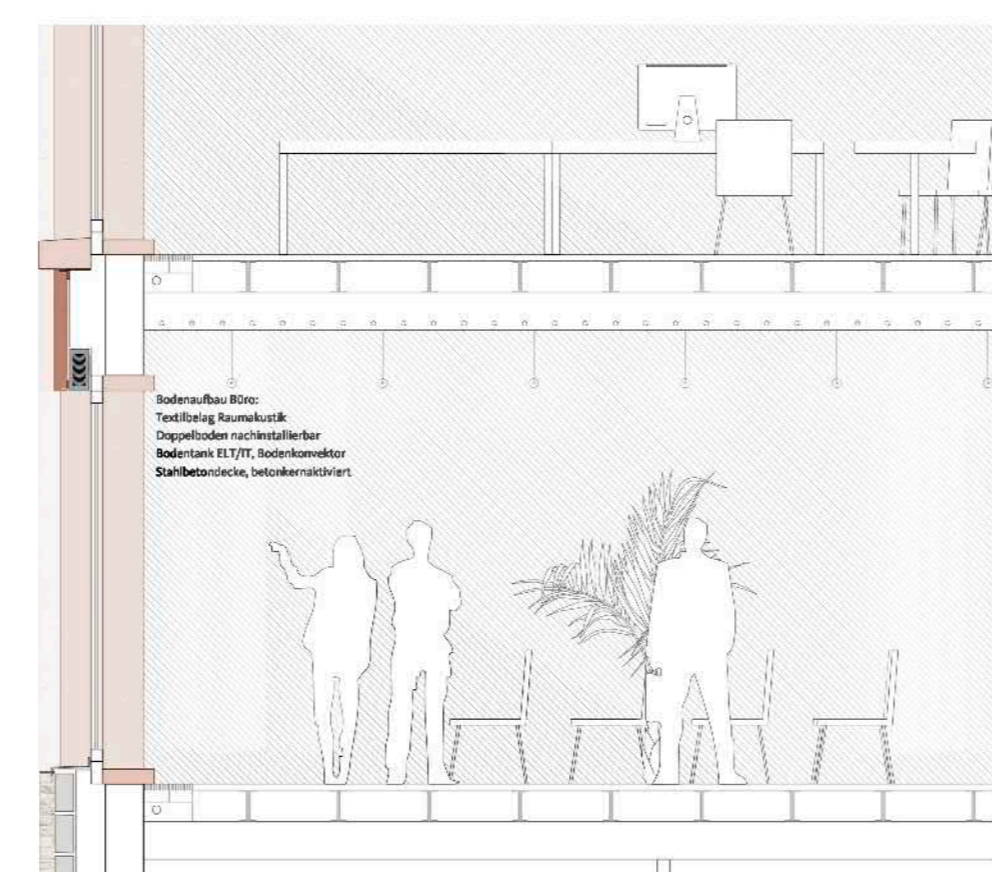 Bodenaufbau Büro:
Textilbelag Raumakustik
Doppelboden nachinstallierbar
Bodentank ELT/IT, Bodenkonvektor
Stahlbetondecke, betonkernaktiviert